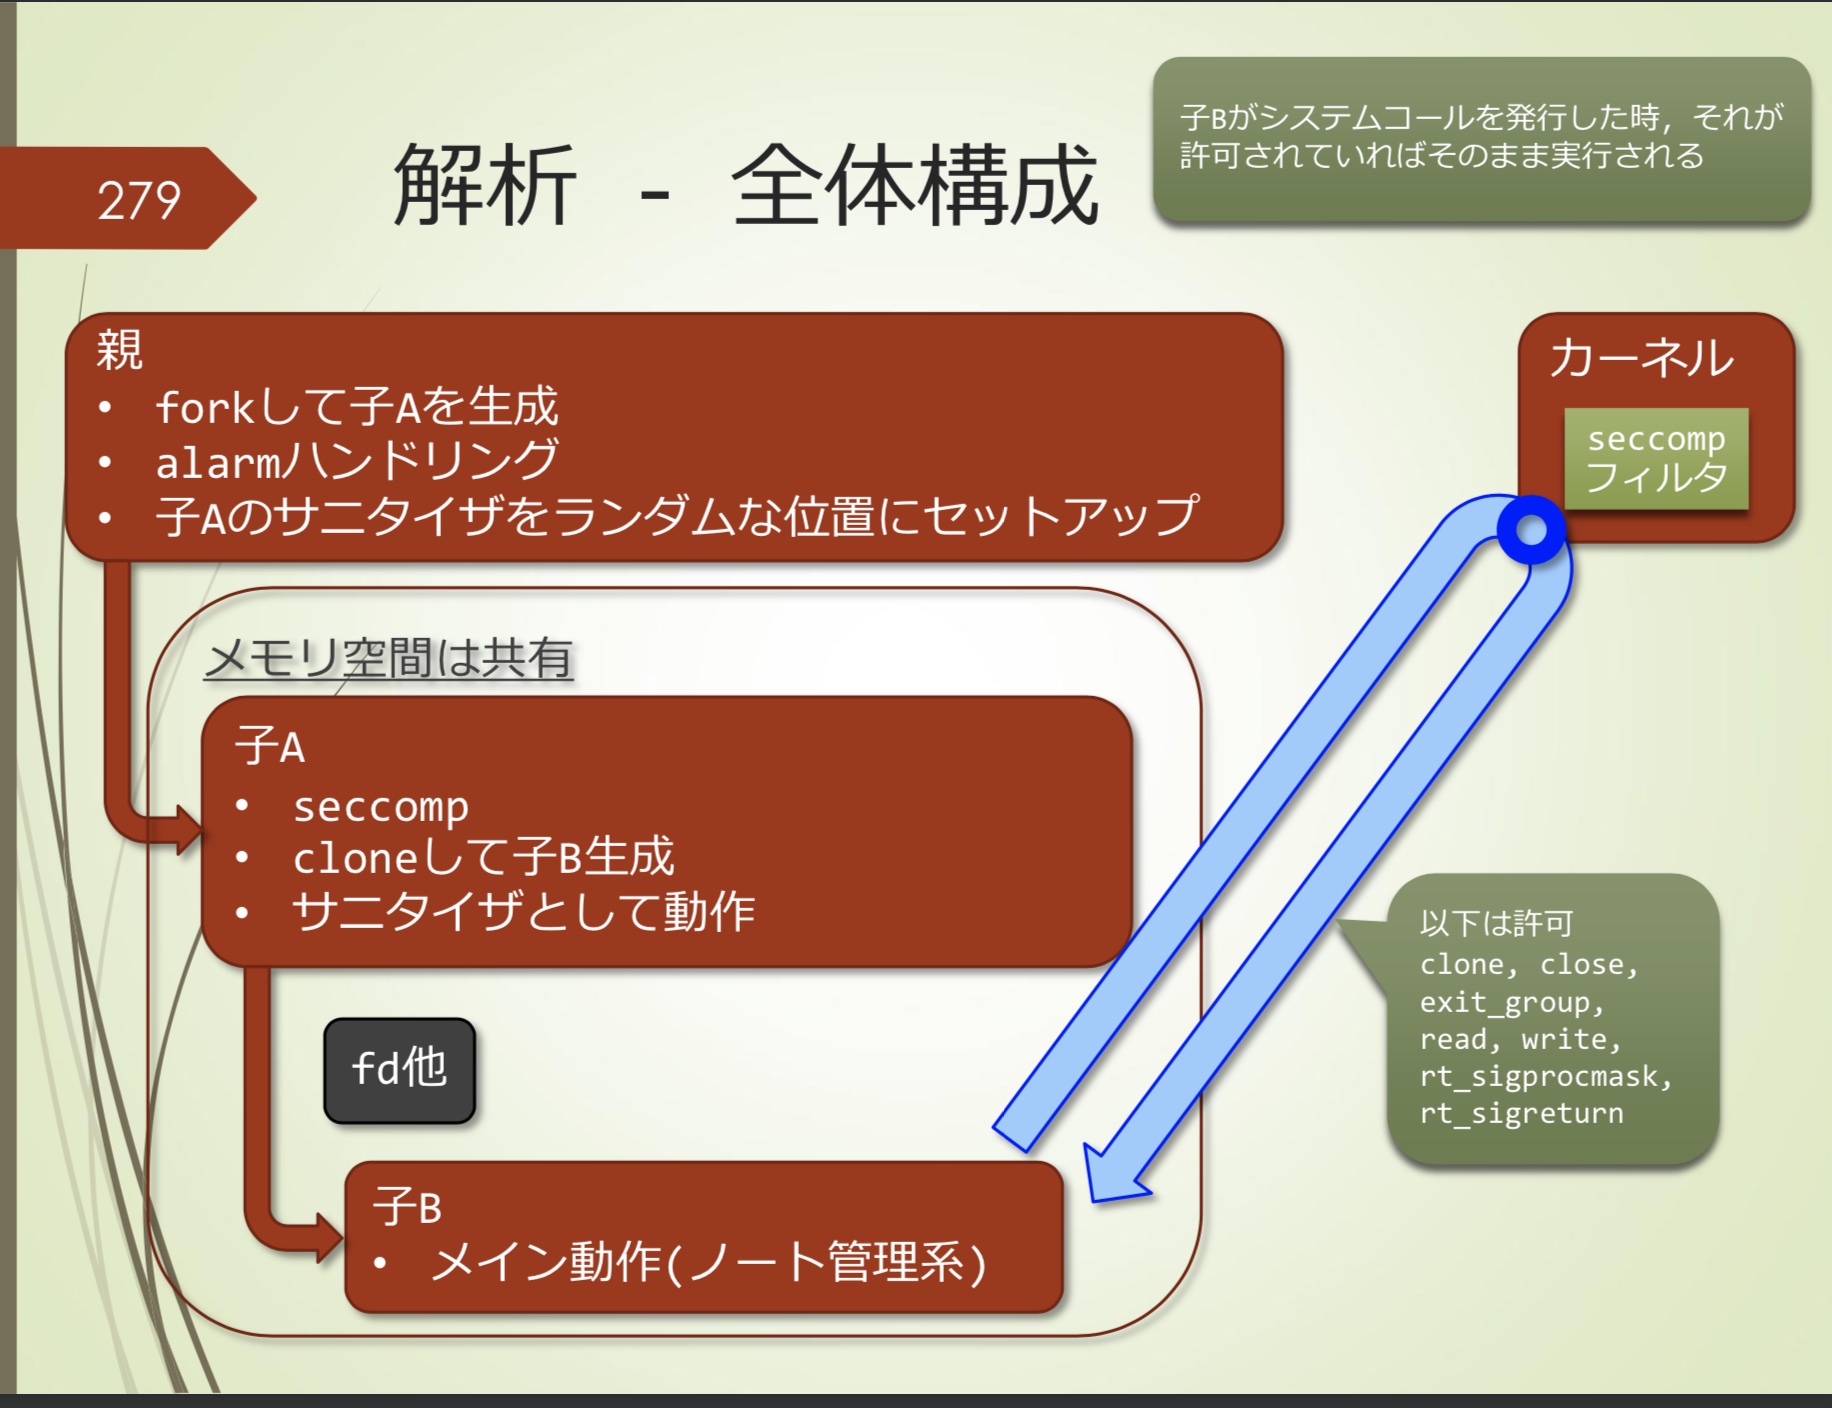 279
解析 - 全体構成
子Bがシステムコールを発行した時，それが
許可されていればそのまま実行される
親
• forkして子Aを生成
• alarmハンドリング
• 子Aのサニタイザをランダムな位置にセットアップ
カーネル
seccomp
フィルタ
メモリ空間は共有
子A
• seccomp
• cloneして子B生成
• サニタイザとして動作
fd他
以下は許可
clone, close,
exit_group,
read, write,
rt_sigprocmask,
rt_sigreturn
子B
• メイン動作(ノート管理系)